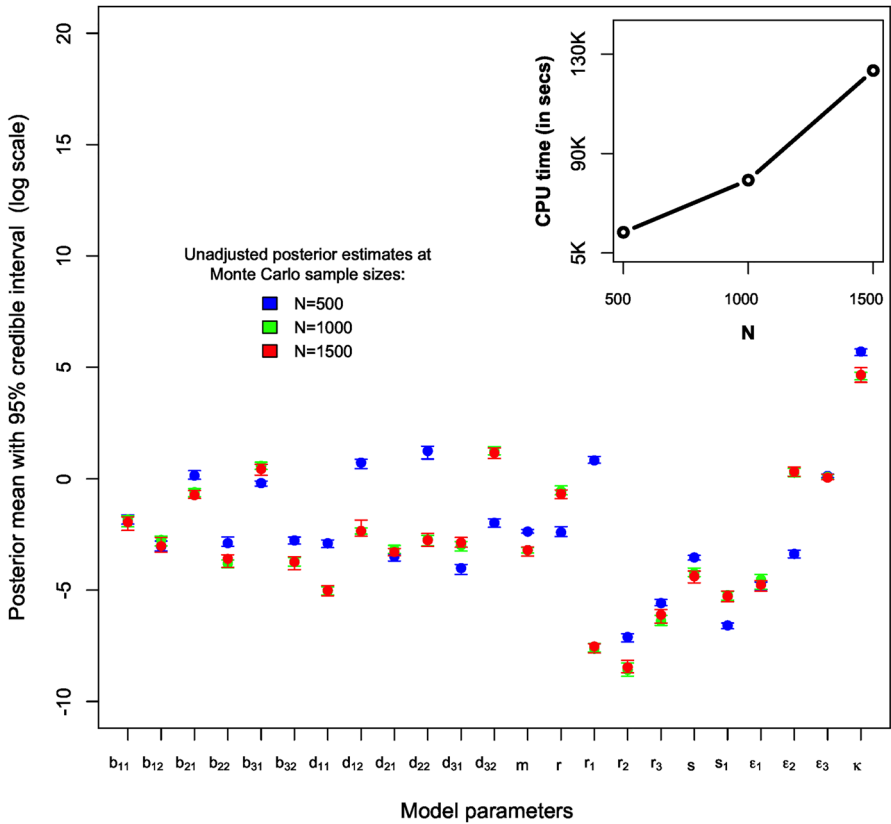 20
15
10
5
0
-5
-10
Posterior mean with 95% credible interval (log scale)
130K
90K
5K
CPU time (in secs)
500 1000 1500
N
Unadjusted posterior estimates at
Monte Carlo sample sizes:
N=500
N=1000
N=1500
b₁₁ b₁₂ b₂₁ b₂₂ b₃₁ b₃₂ d₁₁ d₁₂ d₂₁ d₂₂ d₃₁ d₃₂ m r r₁ r₂ r₃ s s₁ ε₁ ε₂ ε₃ κ
Model parameters